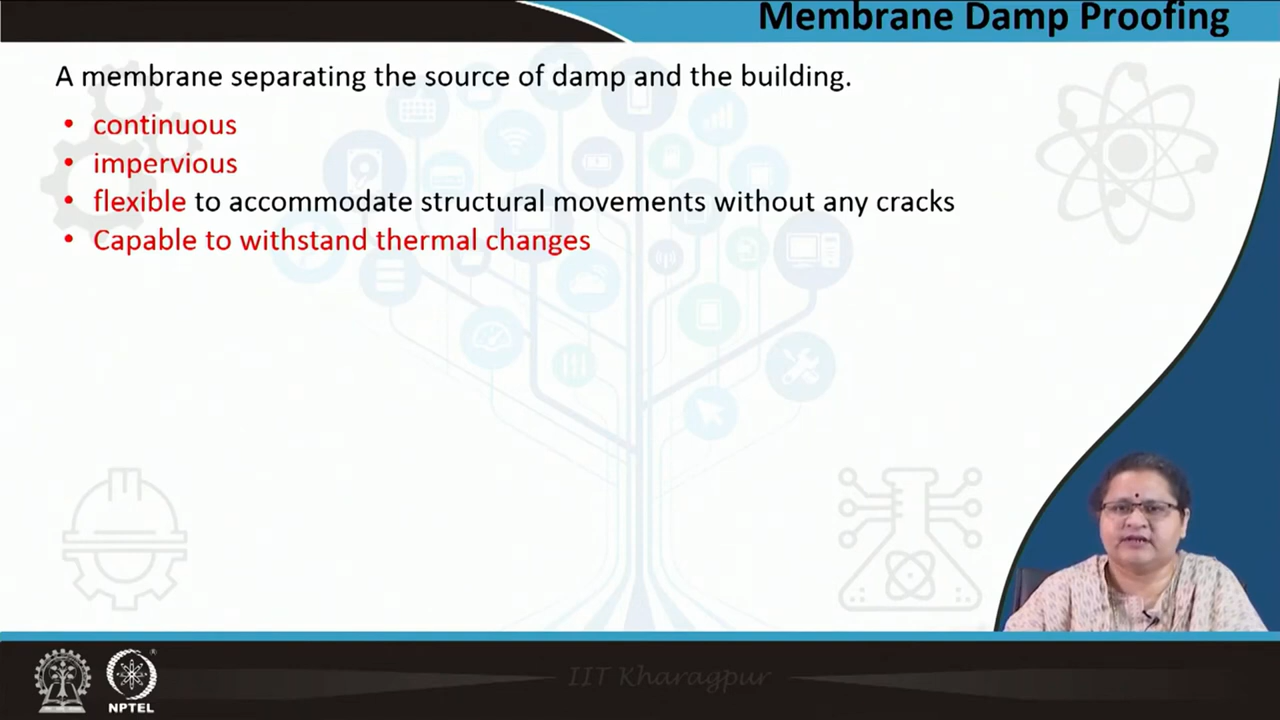 Membrane Damp Proofing
A membrane separating the source of damp and the building.
• continuous
• impervious
• flexible to accommodate structural movements without any cracks
• Capable to withstand thermal changes
IIT Kharagpur
NPTEL